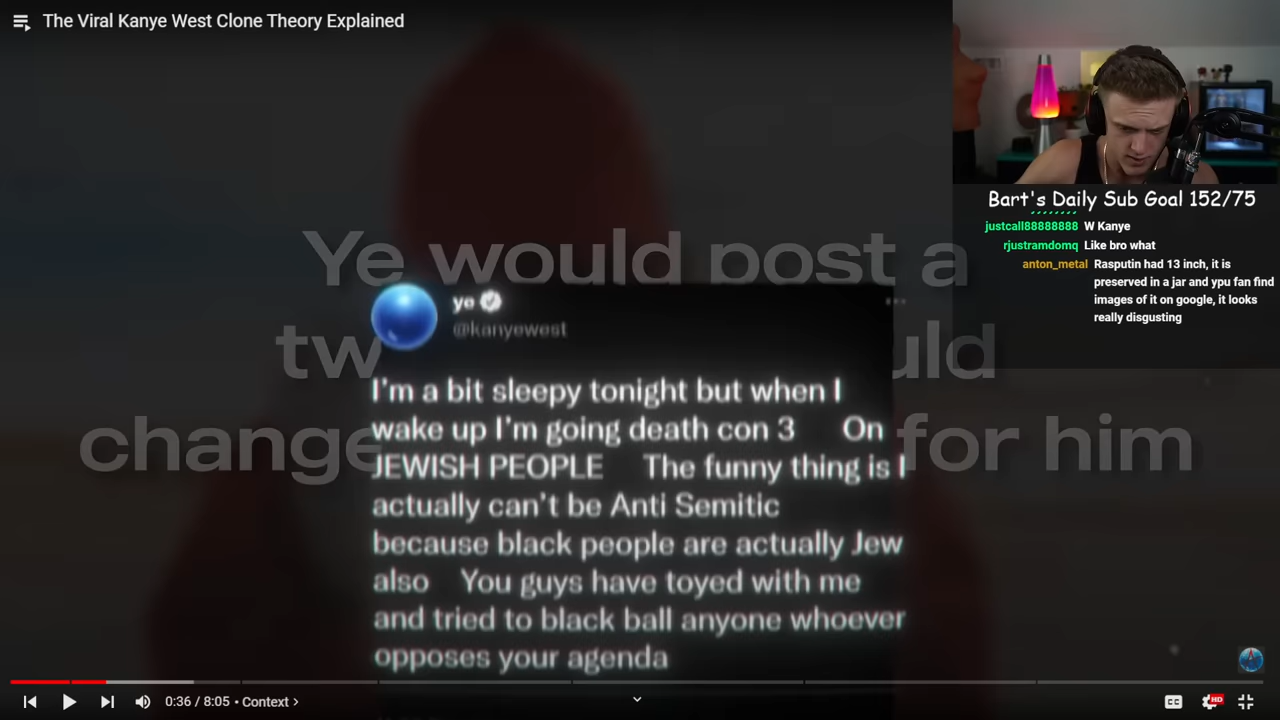 The Viral Kanye West Clone Theory Explained
Bart's Daily Sub Goal 152/75
justcall88888888 W Kanye
rjustramdomq Like bro what
anton_metal Rasputin had 13 inch, it is
preserved in a jar and ypu fan find
images of it on google, it looks
really disgusting
Ye would post a
tw uld
change for him
ye
@kanyewest
I'm a bit sleepy tonight but when I
wake up I'm going death con 3 On
JEWISH PEOPLE The funny thing is I
actually can't be Anti Semitic
because black people are actually Jew
also You guys have toyed with me
and tried to black ball anyone whoever
opposes your agenda
0:36 / 8:05 • Context >
CC
HD